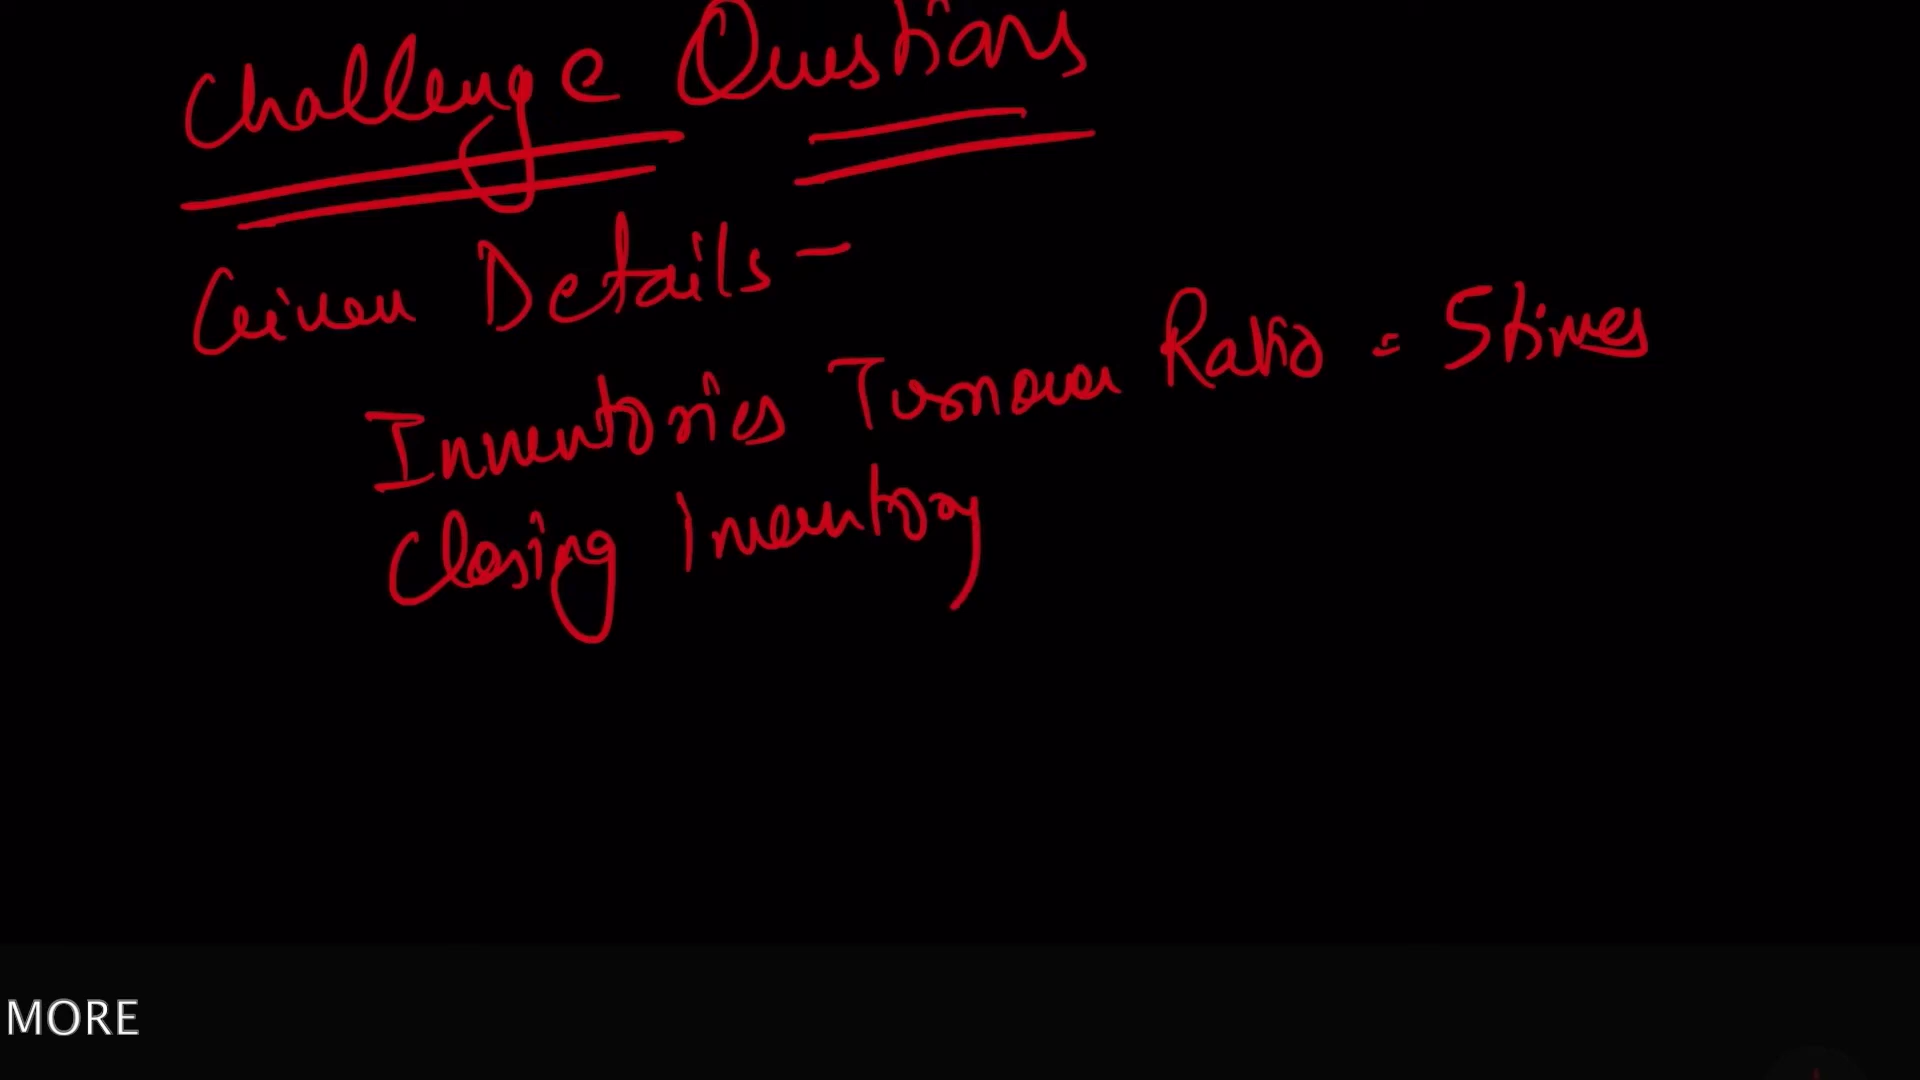 Challenge Questions
Given Details -
Inventories Turnover Ratio = 5 times
Closing Inventory
MORE